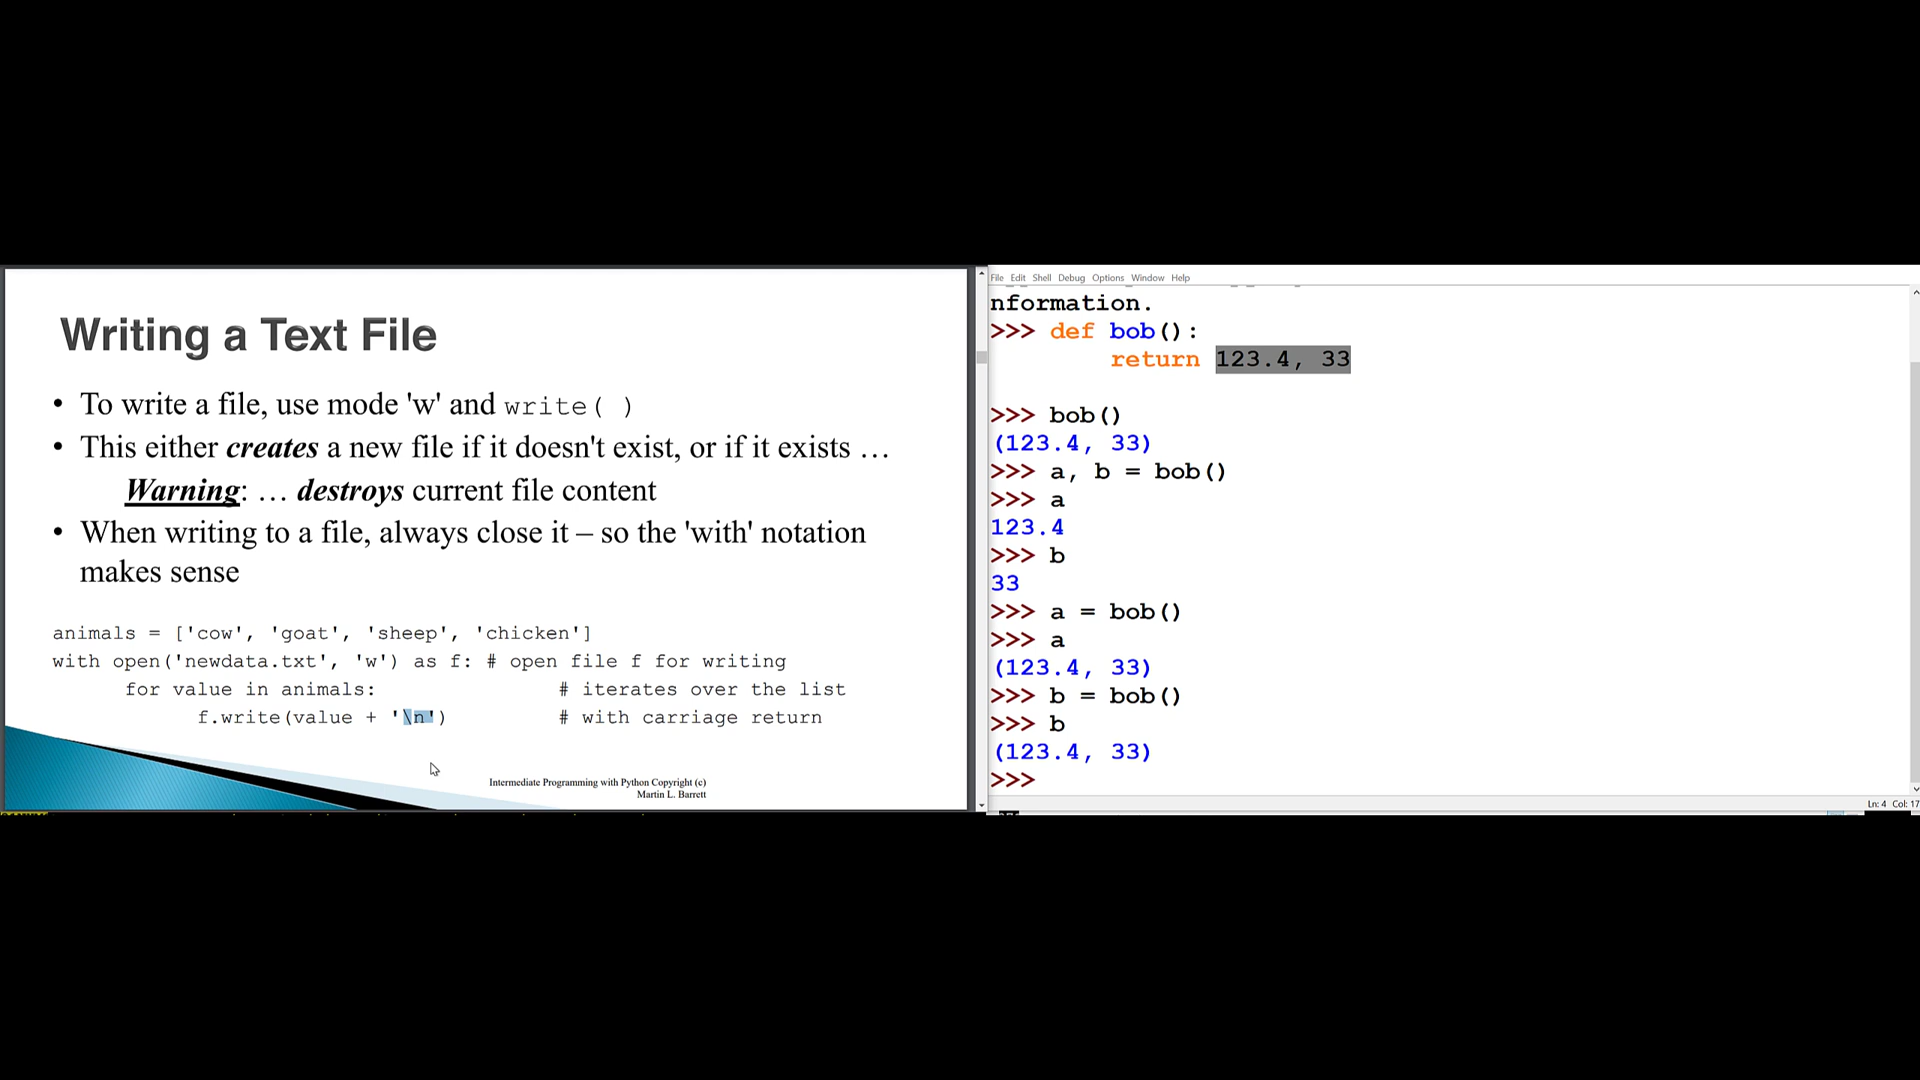 Writing a Text File
• To write a file, use mode 'w' and write( )
• This either creates a new file if it doesn't exist, or if it exists …
Warning: … destroys current file content
• When writing to a file, always close it – so the 'with' notation
makes sense
animals = ['cow', 'goat', 'sheep', 'chicken']
with open('newdata.txt', 'w') as f: # open file f for writing
for value in animals: # iterates over the list
f.write(value + '\n') # with carriage return
Intermediate Programming with Python Copyright (c)
Martin L. Barrett
File Edit Shell Debug Options Window Help
nformation.
>>> def bob():
return 123.4, 33
>>> bob()
(123.4, 33)
>>> a, b = bob()
>>> a
123.4
>>> b
33
>>> a = bob()
>>> a
(123.4, 33)
>>> b = bob()
>>> b
(123.4, 33)
>>>
Ln: 4 Col: 17